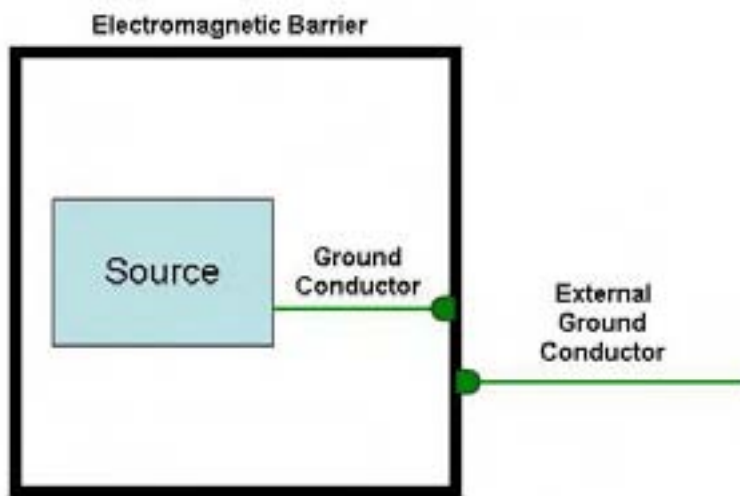 Electromagnetic Barrier
Source
Ground
Conductor
External
Ground
Conductor